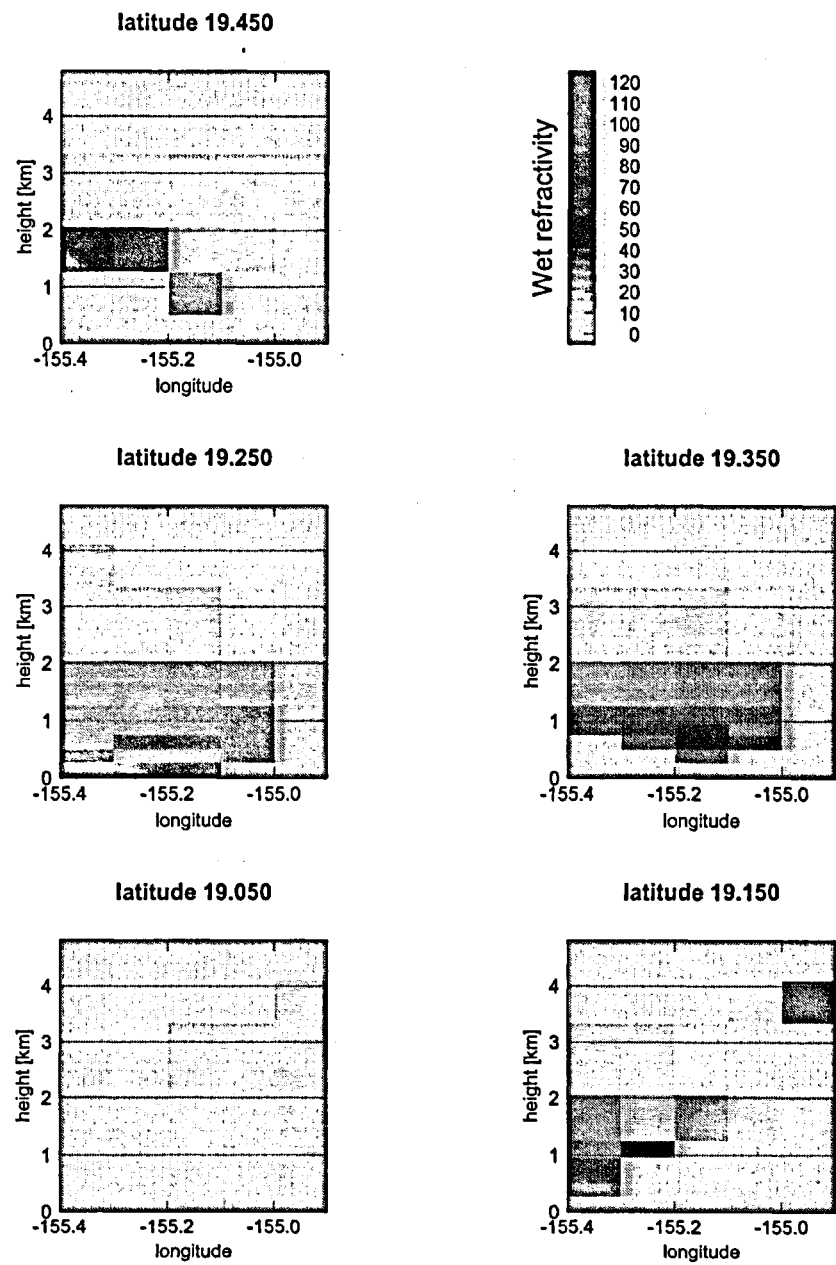 latitude 19.450
height [km]
4
3
2
1
0
-155.4 -155.2 -155.0
longitude
Wet refractivity
120
110
100
90
80
70
60
50
40
30
20
10
0
latitude 19.250
height [km]
4
3
2
1
0
-155.4 -155.2 -155.0
longitude
latitude 19.350
height [km]
4
3
2
1
0
-155.4 -155.2 -155.0
longitude
latitude 19.050
height [km]
4
3
2
1
0
-155.4 -155.2 -155.0
longitude
latitude 19.150
height [km]
4
3
2
1
0
-155.4 -155.2 -155.0
longitude